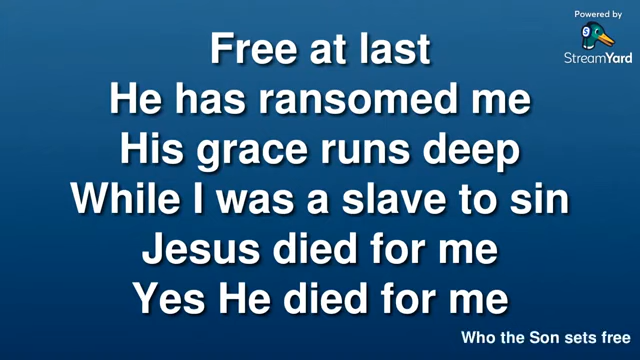 Powered by
StreamYard
Free at last
He has ransomed me
His grace runs deep
While I was a slave to sin
Jesus died for me
Yes He died for me
Who the Son sets free